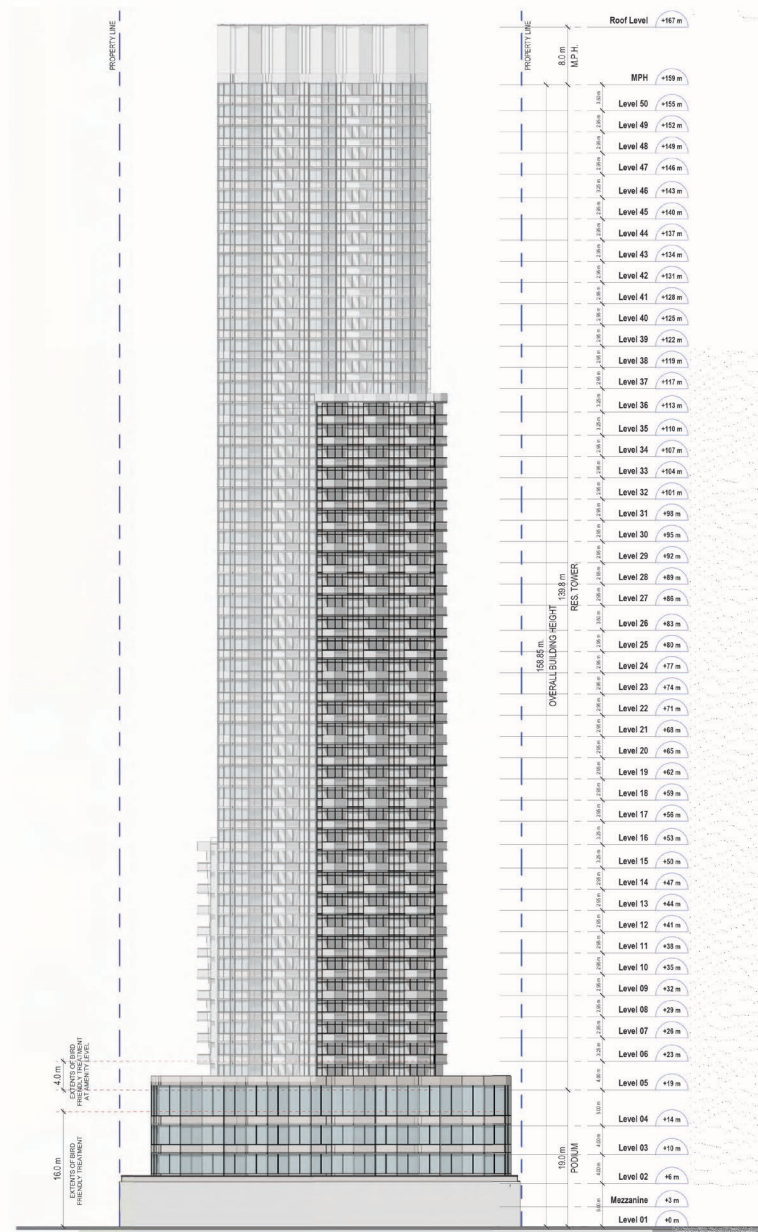 PROPERTY LINE
PROPERTY LINE
8.0 m
M.P.H.
Roof Level +167 m
MPH +159 m
Level 50 +155 m
Level 49 +152 m
Level 48 +149 m
Level 47 +146 m
Level 46 +143 m
Level 45 +140 m
Level 44 +137 m
Level 43 +134 m
Level 42 +131 m
Level 41 +128 m
Level 40 +125 m
Level 39 +122 m
Level 38 +119 m
Level 37 +117 m
Level 36 +113 m
Level 35 +110 m
Level 34 +107 m
Level 33 +104 m
Level 32 +101 m
Level 31 +98 m
Level 30 +95 m
Level 29 +92 m
Level 28 +89 m
Level 27 +86 m
Level 26 +83 m
Level 25 +80 m
Level 24 +77 m
Level 23 +74 m
Level 22 +71 m
Level 21 +68 m
Level 20 +65 m
Level 19 +62 m
Level 18 +59 m
Level 17 +56 m
Level 16 +53 m
Level 15 +50 m
Level 14 +47 m
Level 13 +44 m
Level 12 +41 m
Level 11 +38 m
Level 10 +35 m
Level 09 +32 m
Level 08 +29 m
Level 07 +26 m
Level 06 +23 m
Level 05 +19 m
Level 04 +14 m
Level 03 +10 m
Level 02 +6 m
Mezzanine +3 m
Level 01 +0 m
158.85 m.
OVERALL BUILDING HEIGHT
139.8 m
RES. TOWER
19.0 m
PODIUM
4.0 m
EXTENTS OF BIRD
FRIENDLY TREATMENT
AT AMENITY LEVEL
16.0 m
EXTENTS OF BIRD
FRIENDLY TREATMENT